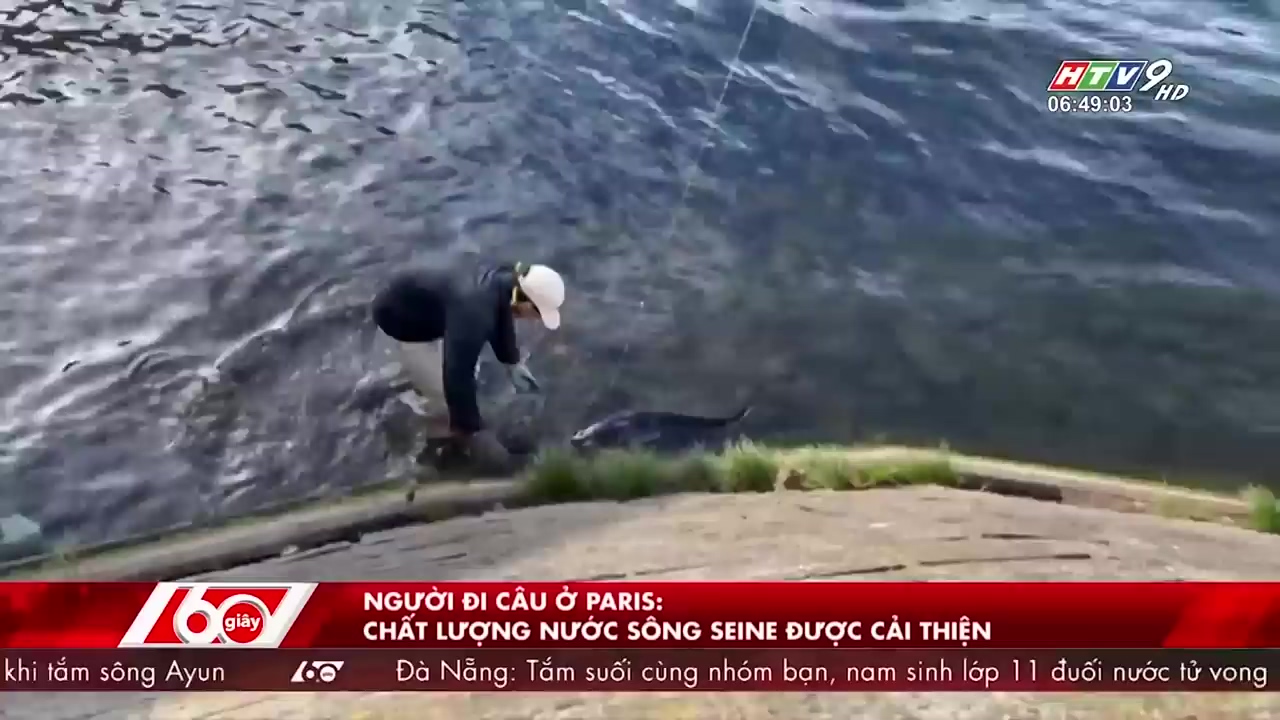 HTV9 HD
06:49:03
60 giây
NGƯỜI ĐI CÂU Ở PARIS:
CHẤT LƯỢNG NƯỚC SÔNG SEINE ĐƯỢC CẢI THIỆN
khi tắm sông Ayun 60 giây Đà Nẵng: Tắm suối cùng nhóm bạn, nam sinh lớp 11 đuối nước tử vong